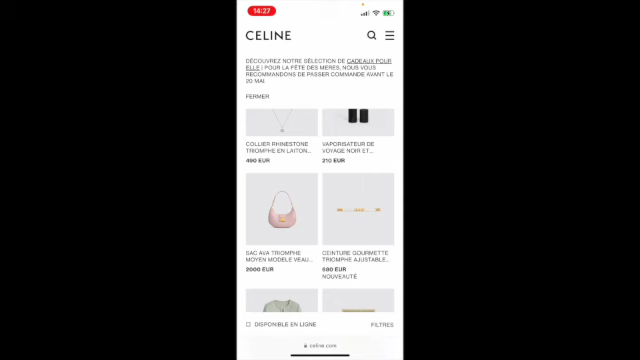 14:27
CELINE
DÉCOUVREZ NOTRE SÉLECTION DE CADEAUX POUR
ELLE ! POUR LA FÊTE DES MERES, NOUS VOUS
RECOMMANDONS DE PASSER COMMANDE AVANT LE
20 MAI.
FERMER
COLLIER RHINESTONE
TRIOMPHE EN LAITON...
490 EUR
VAPORISATEUR DE
VOYAGE NOIR ET...
210 EUR
SAC AVA TRIOMPHE
MOYEN MODELE VEAU...
2000 EUR
CEINTURE GOURMETTE
TRIOMPHE AJUSTABLE...
680 EUR
NOUVEAUTÉ
DISPONIBLE EN LIGNE
FILTRES
celine.com